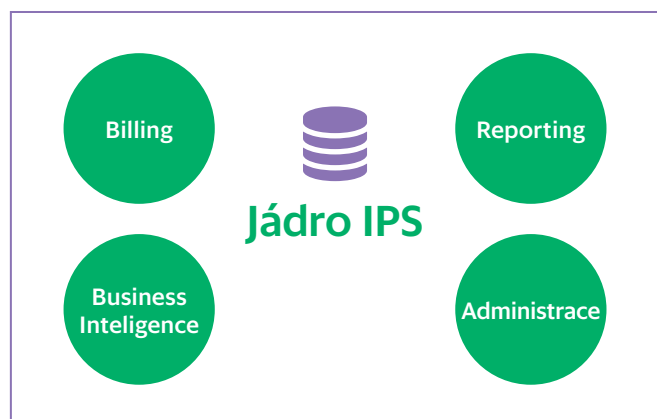 Billing
Reporting
Jádro IPS
Business
Inteligence
Administrace